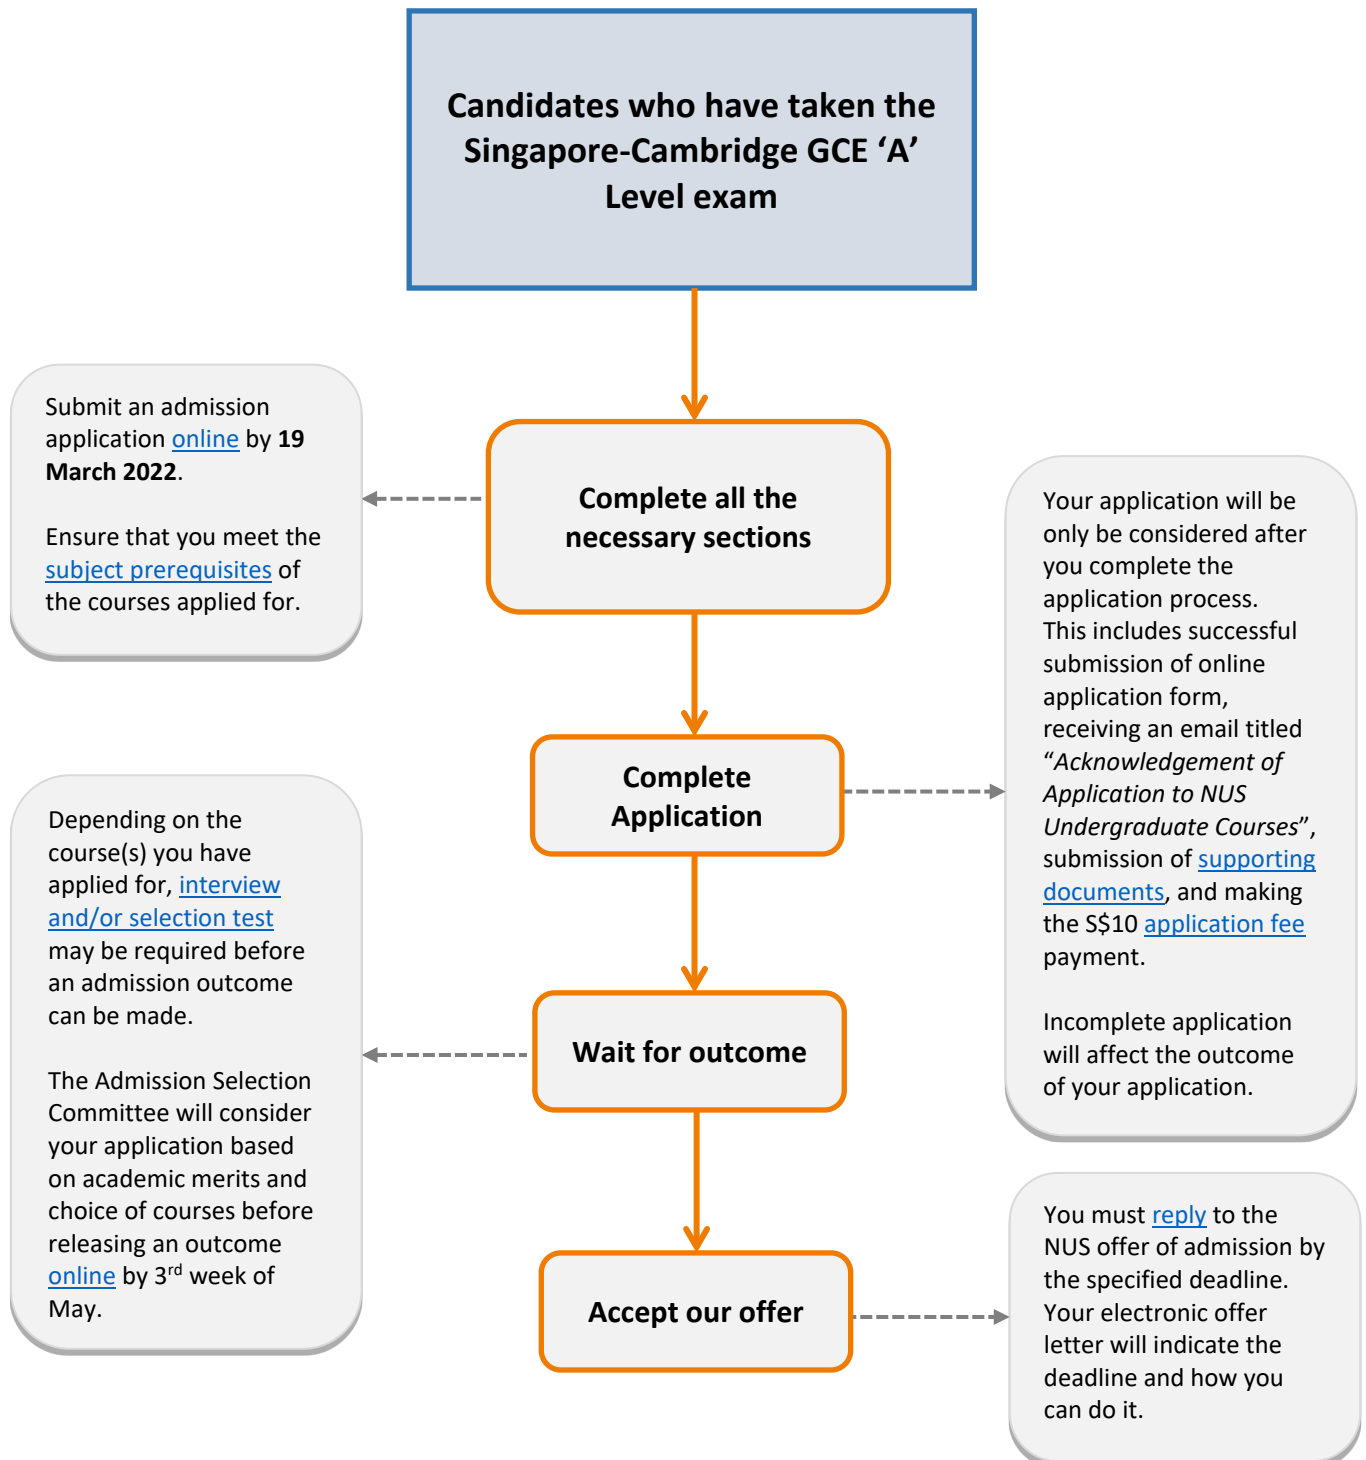 Candidates who have taken the
Singapore-Cambridge GCE ‘A’
Level exam
Submit an admission
application online by 19
March 2022.
Ensure that you meet the
subject prerequisites of
the courses applied for.
Complete all the
necessary sections
Your application will be
only be considered after
you complete the
application process.
This includes successful
submission of online
application form,
receiving an email titled
“Acknowledgement of
Application to NUS
Undergraduate Courses”,
submission of supporting
documents, and making
the S$10 application fee
payment.
Incomplete application
will affect the outcome
of your application.
Complete
Application
Depending on the
course(s) you have
applied for, interview
and/or selection test
may be required before
an admission outcome
can be made.
The Admission Selection
Committee will consider
your application based
on academic merits and
choice of courses before
releasing an outcome
online by 3rd week of
May.
Wait for outcome
Accept our offer
You must reply to the
NUS offer of admission by
the specified deadline.
Your electronic offer
letter will indicate the
deadline and how you
can do it.